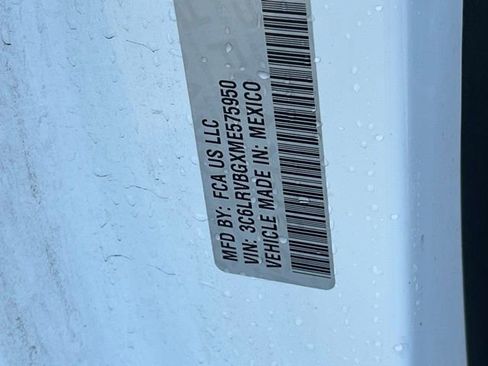 MFD BY: FCA US LLC
VIN: 3C6LRVBGXME575950
VEHICLE MADE IN: MEXICO